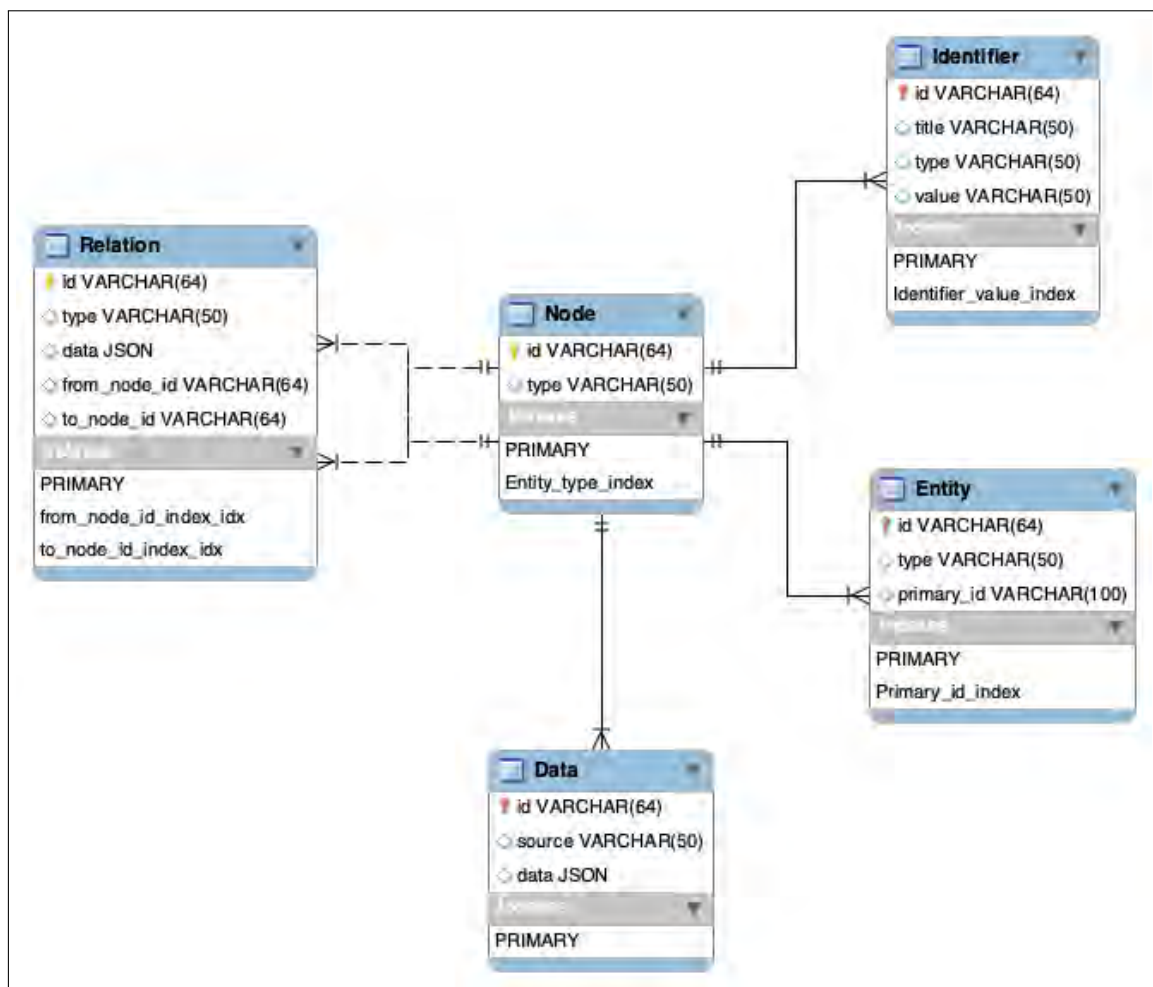 Identifier
id VARCHAR(64)
title VARCHAR(50)
type VARCHAR(50)
value VARCHAR(50)
PRIMARY
Identifier_value_index
Relation
id VARCHAR(64)
type VARCHAR(50)
data JSON
from_node_id VARCHAR(64)
to_node_id VARCHAR(64)
PRIMARY
from_node_id_index_idx
to_node_id_index_idx
Node
id VARCHAR(64)
type VARCHAR(50)
PRIMARY
Entity_type_index
Entity
id VARCHAR(64)
type VARCHAR(50)
primary_id VARCHAR(100)
PRIMARY
Primary_id_index
Data
id VARCHAR(64)
source VARCHAR(50)
data JSON
PRIMARY